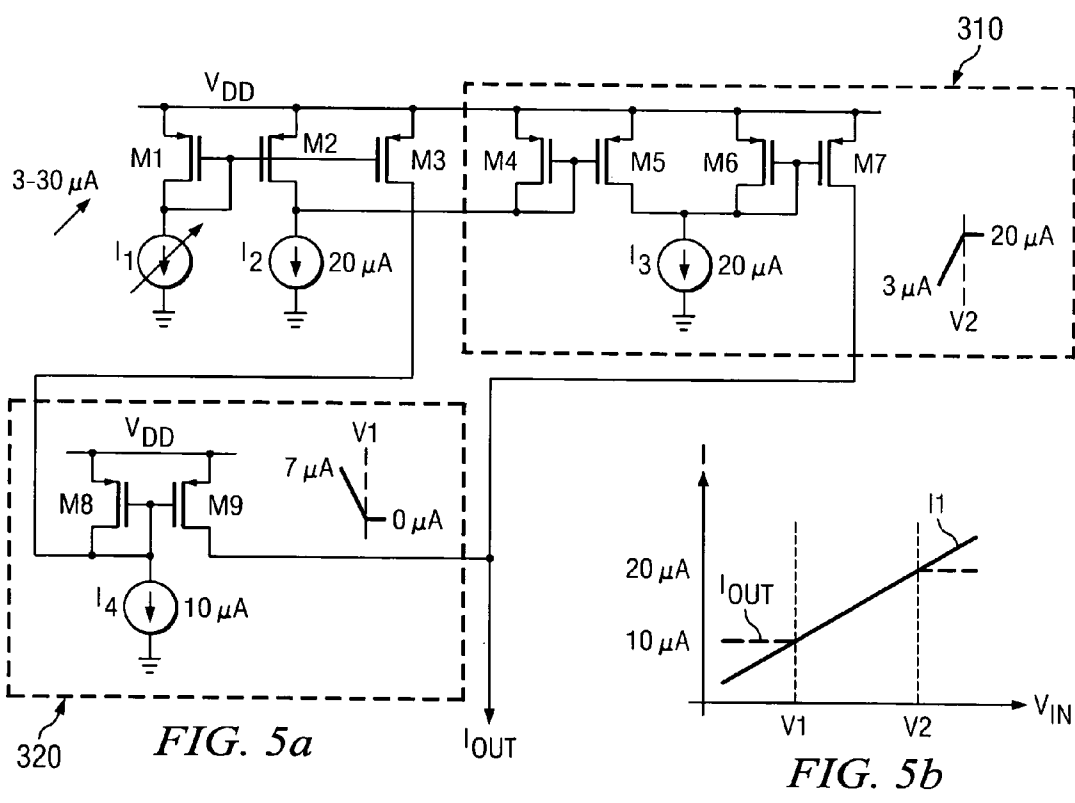 310
VDD
M1
M2
M3
M4
M5
M6
M7
3-30 μA
I1
I2
20 μA
I3
20 μA
20 μA
3 μA
V2
VDD
M8
M9
V1
7 μA
0 μA
I4
10 μA
320
FIG. 5a
IOUT
I
I1
20 μA
IOUT
10 μA
V1
V2
VIN
FIG. 5b